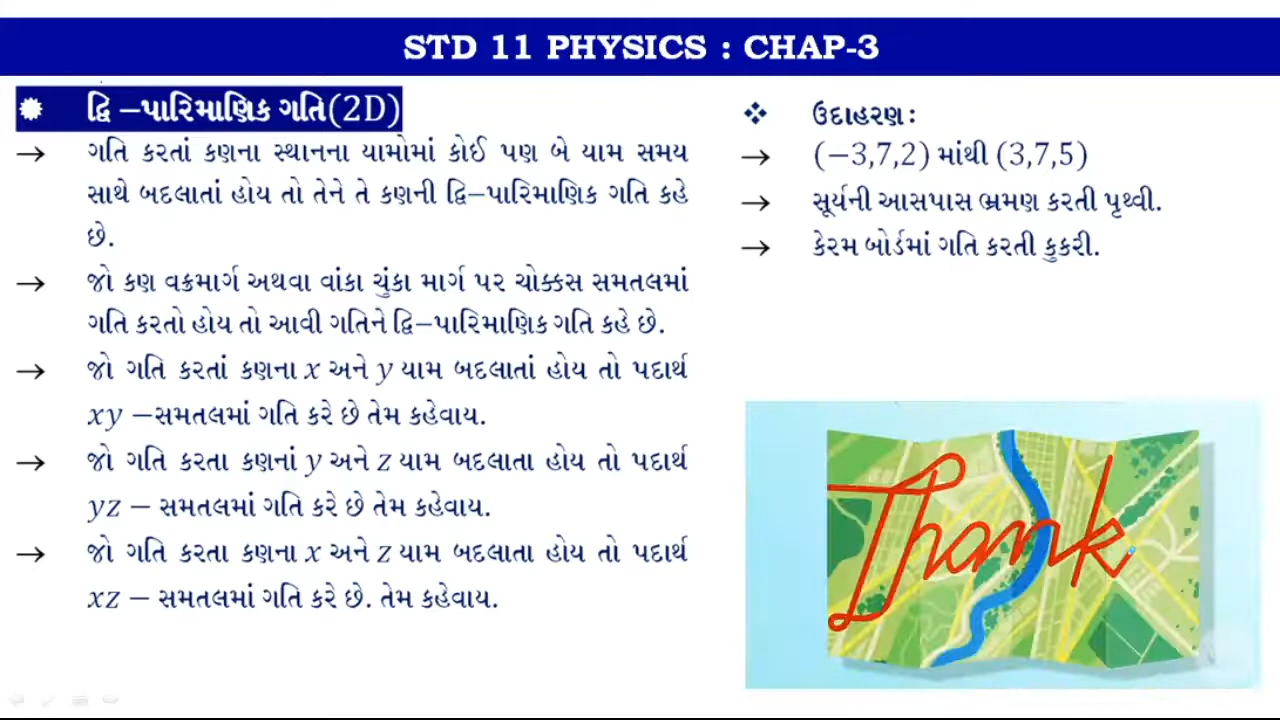 STD 11 PHYSICS : CHAP-3
✹ દ્વિ –પારિમાણિક ગતિ(2D)
→ ગતિ કરતાં કણના સ્થાનના યામોમાં કોઈ પણ બે યામ સમય
સાથે બદલાતાં હોય તો તેને તે કણની દ્વિ–પારિમાણિક ગતિ કહે
છે.
→ જો કણ વક્રમાર્ગ અથવા વાંકા ચુંકા માર્ગ પર ચોક્કસ સમતલમાં
ગતિ કરતો હોય તો આવી ગતિને દ્વિ–પારિમાણિક ગતિ કહે છે.
→ જો ગતિ કરતાં કણના x અને y યામ બદલાતાં હોય તો પદાર્થ
xy –સમતલમાં ગતિ કરે છે તેમ કહેવાય.
→ જો ગતિ કરતા કણનાં y અને z યામ બદલાતા હોય તો પદાર્થ
yz – સમતલમાં ગતિ કરે છે તેમ કહેવાય.
→ જો ગતિ કરતા કણના x અને z યામ બદલાતા હોય તો પદાર્થ
xz – સમતલમાં ગતિ કરે છે. તેમ કહેવાય.
❖ ઉદાહરણ:
→ (−3,7,2) માંથી (3,7,5)
→ સૂર્યની આસપાસ ભ્રમણ કરતી પૃથ્વી.
→ કેરમ બોર્ડમાં ગતિ કરતી કુકરી.
Thank